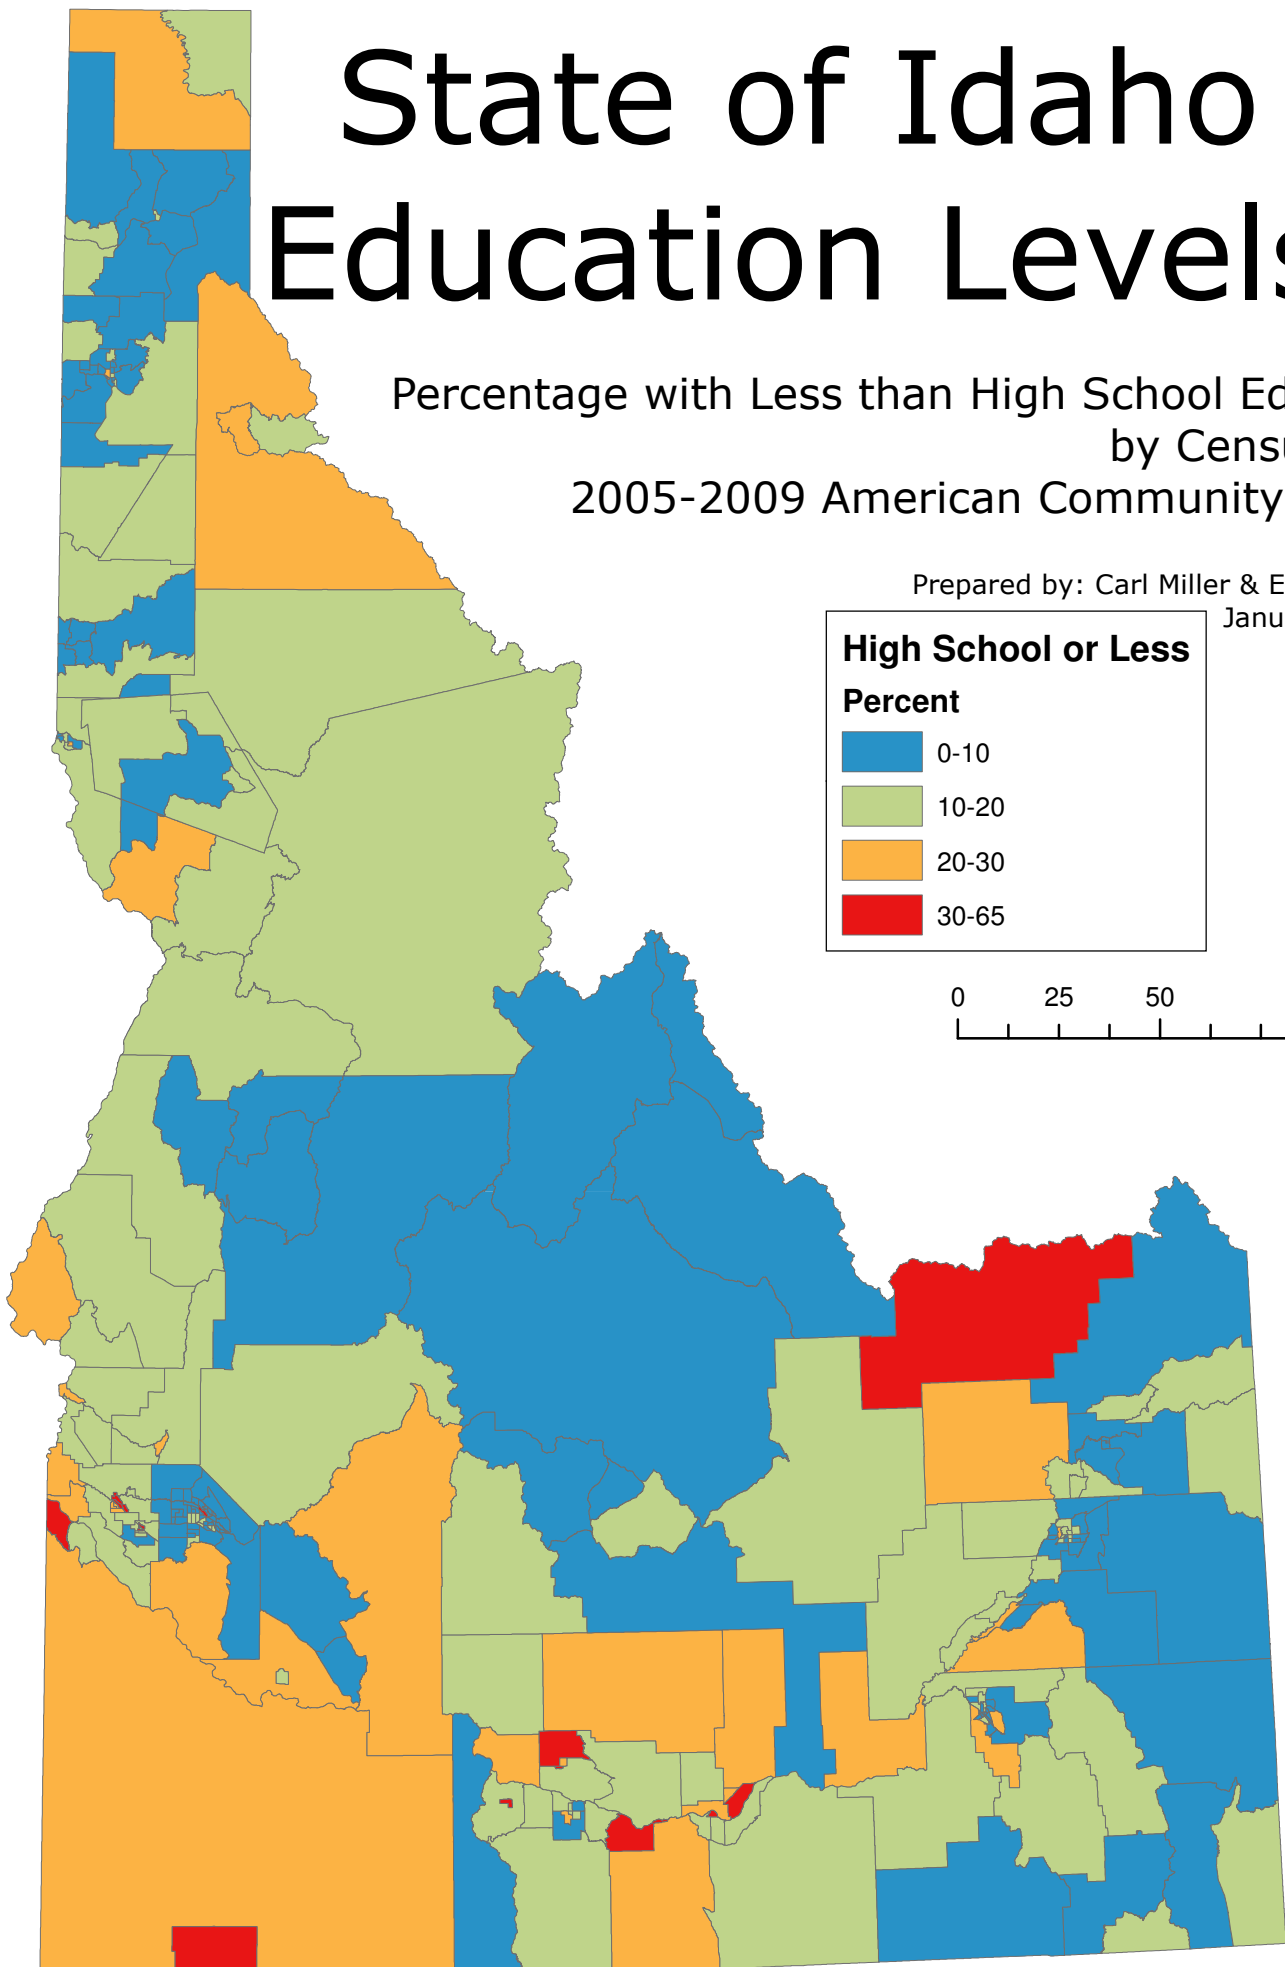 State of Idaho
Education Levels
Percentage with Less than High School Ed
by Censu
2005-2009 American Community
Prepared by: Carl Miller & E
Janu
High School or Less
Percent
0-10
10-20
20-30
30-65
0 25 50